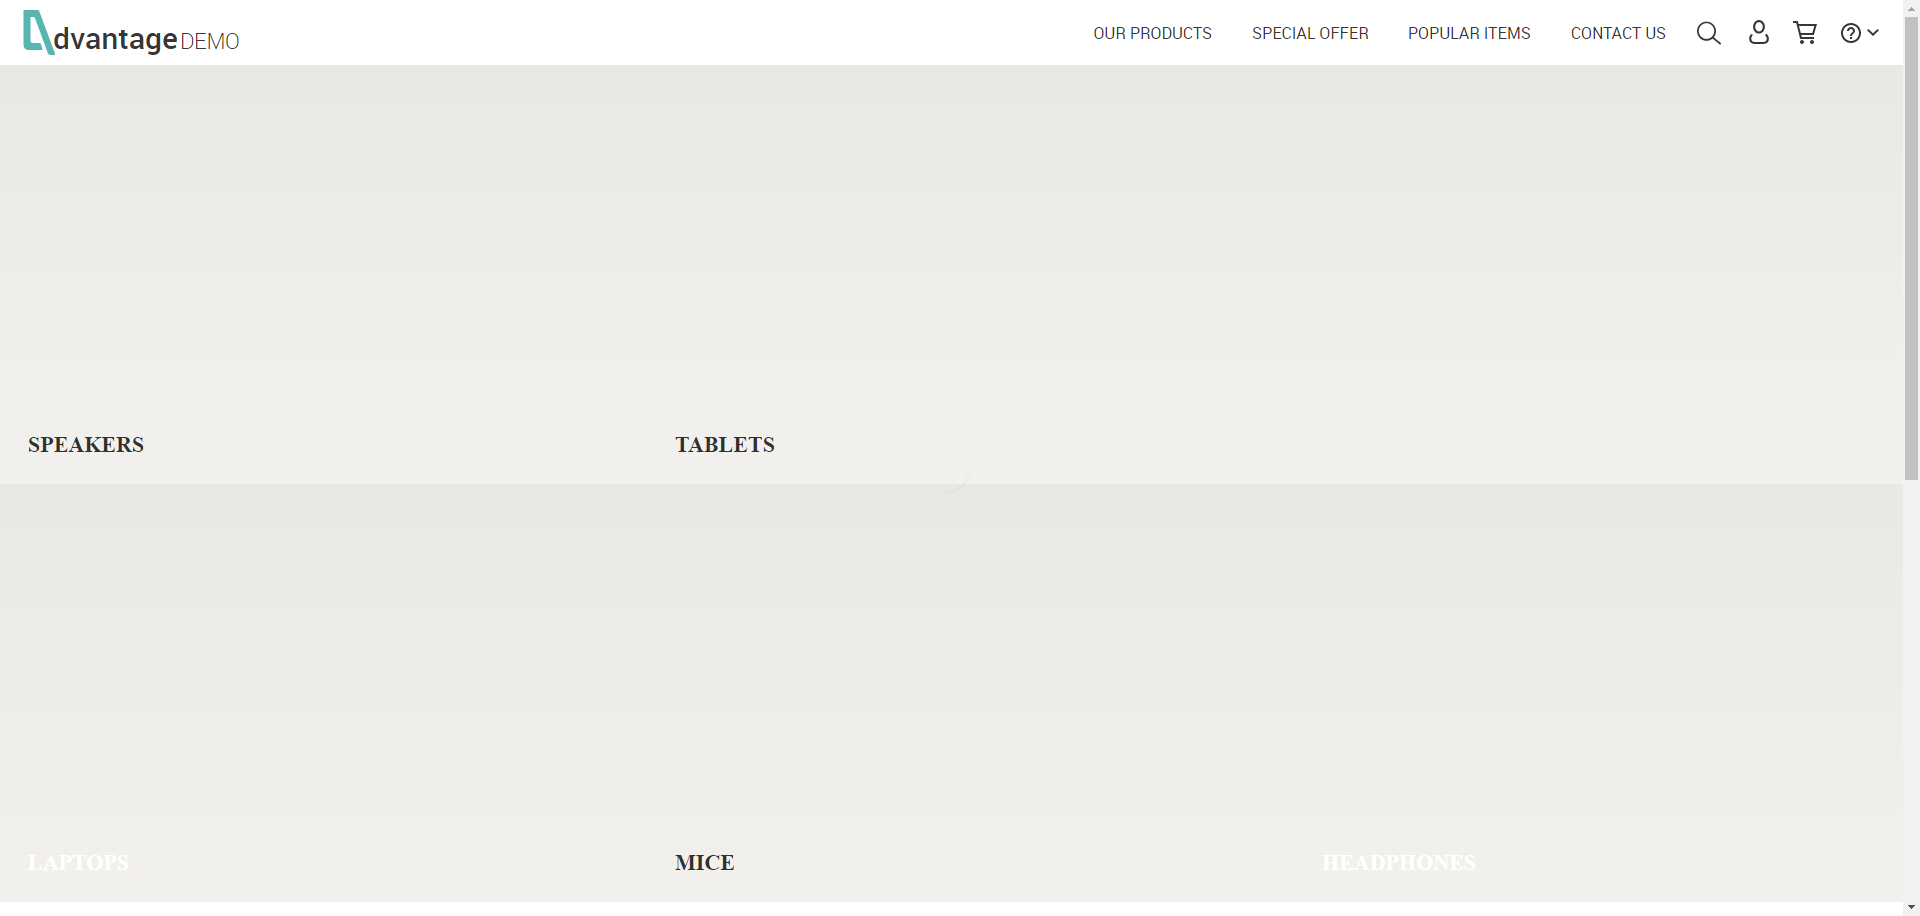 dvantage DEMO
OUR PRODUCTS SPECIAL OFFER POPULAR ITEMS CONTACT US
SPEAKERS TABLETS
LAPTOPS MICE HEADPHONES